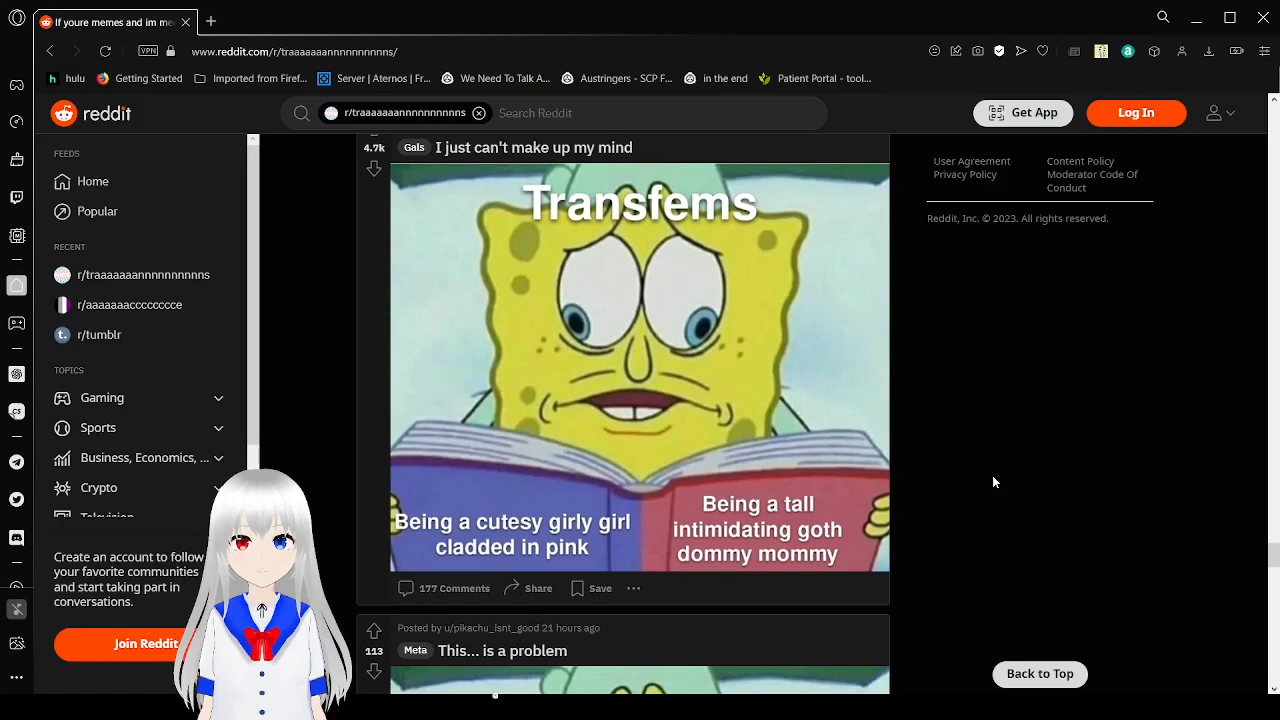 If youre memes and im me
VPN
www.reddit.com/r/traaaaaaannnnnnnnnns/
hulu
Getting Started
Imported from Firef...
Server | Aternos | Fr...
We Need To Talk A...
Austringers - SCP F...
in the end
Patient Portal - tool...
reddit
r/traaaaaaannnnnnnnnns
Search Reddit
Get App
Log In
FEEDS
Home
Popular
RECENT
r/traaaaaaannnnnnnnnns
r/aaaaaaacccccccce
r/tumblr
TOPICS
Gaming
Sports
Business, Economics, ...
Crypto
Television
Create an account to follow
your favorite communities
and start taking part in
conversations.
Join Reddit
4.7k
Gals
I just can't make up my mind
Transfems
Being a cutesy girly girl
cladded in pink
Being a tall
intimidating goth
dommy mommy
177 Comments
Share
Save
Posted by u/pikachu_isnt_good 21 hours ago
113
Meta
This... is a problem
User Agreement
Privacy Policy
Content Policy
Moderator Code Of
Conduct
Reddit, Inc. © 2023. All rights reserved.
Back to Top